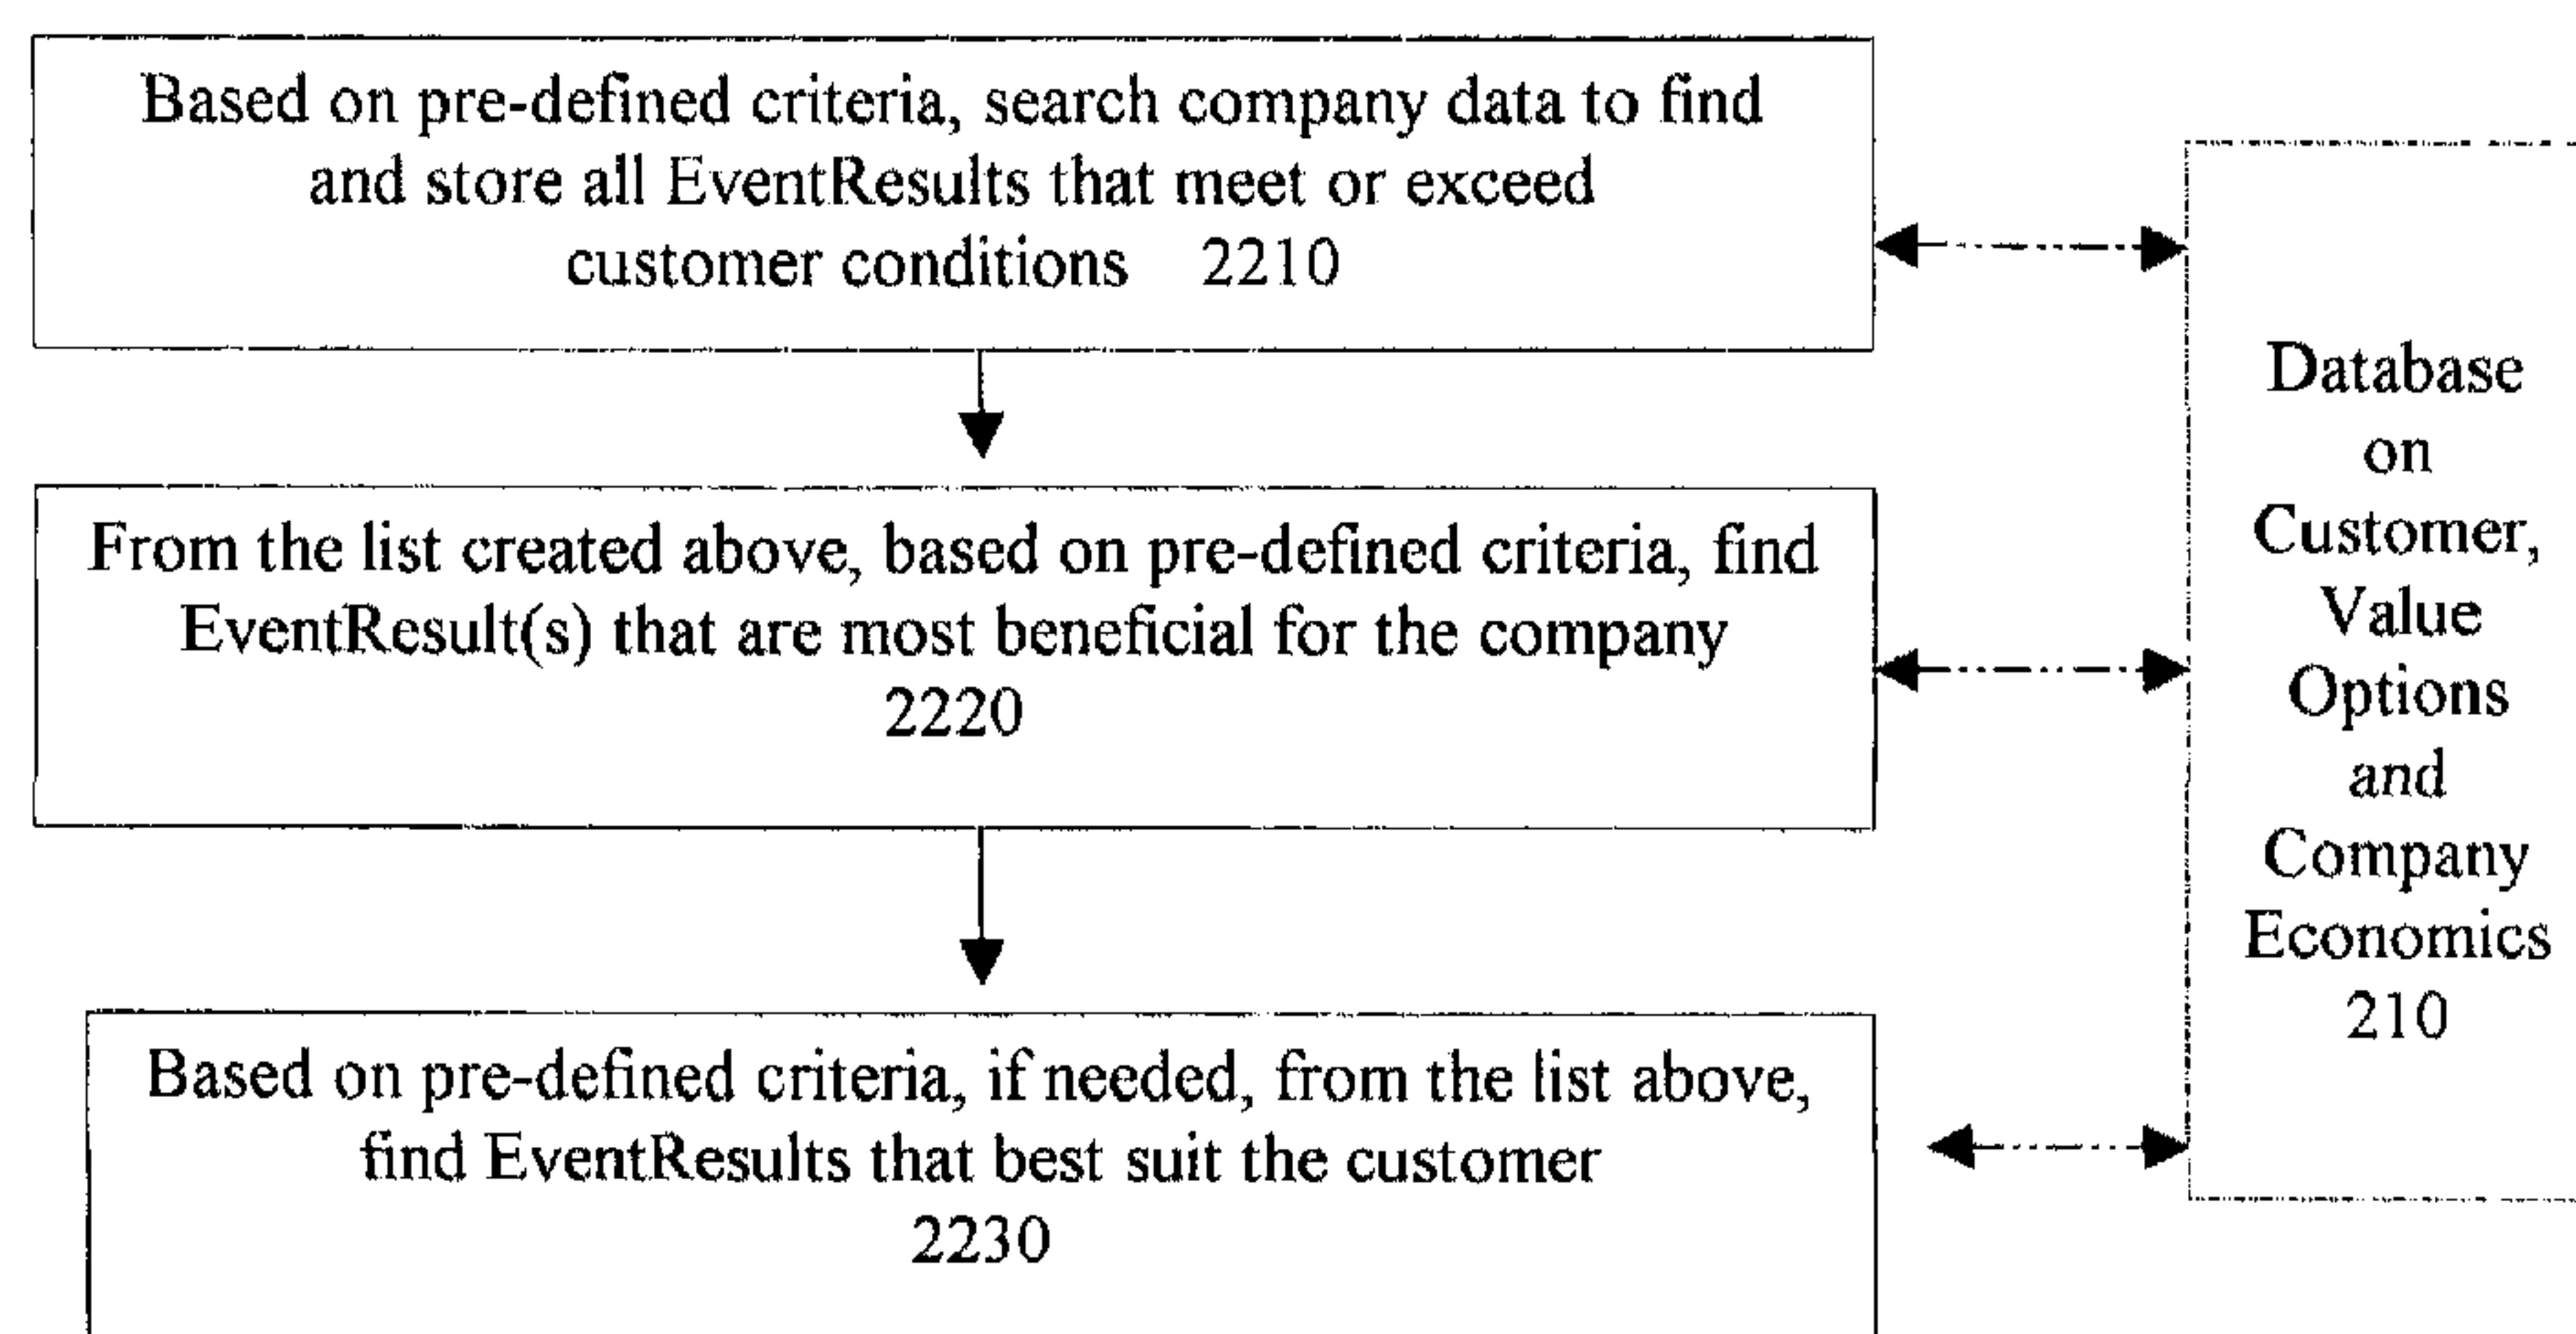 Based on pre-defined criteria, search company data to find
and store all EventResults that meet or exceed
customer conditions 2210
From the list created above, based on pre-defined criteria, find
EventResult(s) that are most beneficial for the company
2220
Based on pre-defined criteria, if needed, from the list above,
find EventResults that best suit the customer
2230
Database
on
Customer,
Value
Options
and
Company
Economics
210